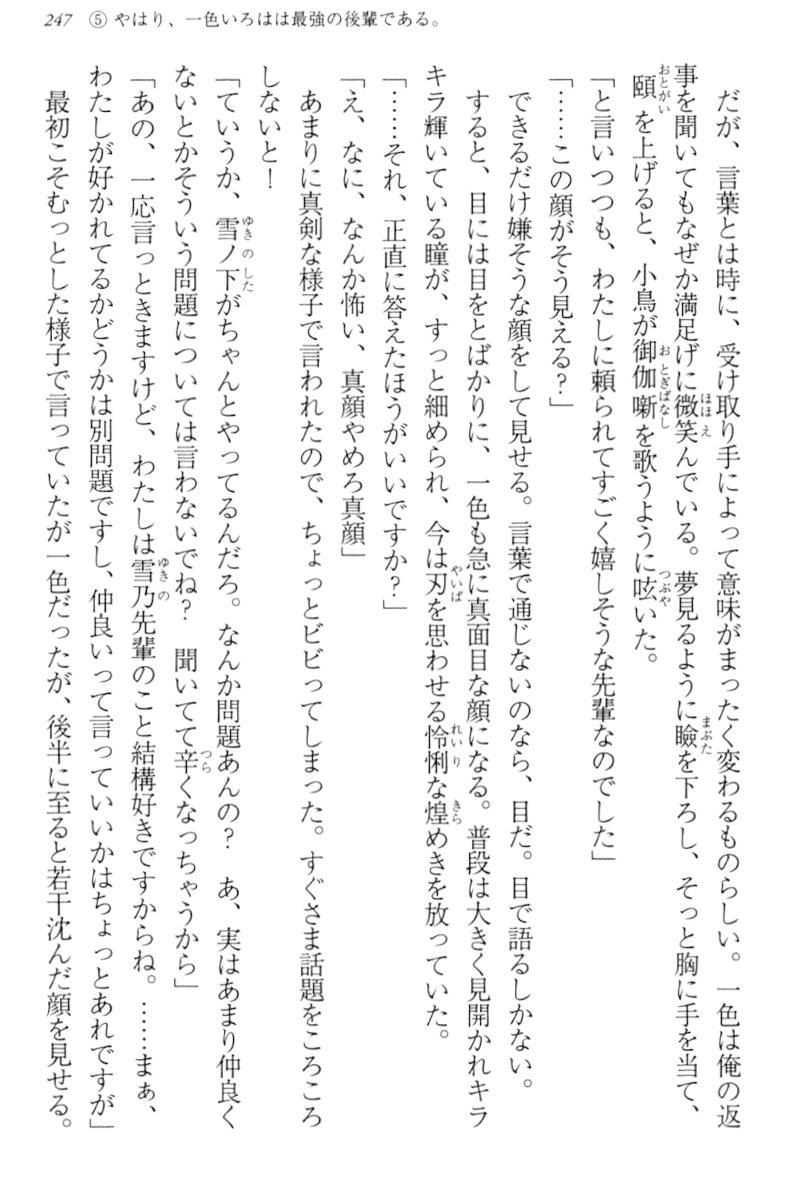 247 ⑤ やはり、一色いろはは最強の後輩である。
だが、言葉とは時に、受け取り手によって意味がまったく変わるものらしい。一色は俺の返
事を聞いてもなぜか満足げに微笑んでいる。夢見るように瞼を下ろし、そっと胸に手を当て、
頤を上げると、小鳥が御伽噺を歌うように呟いた。
「と言いつつも、わたしに頼られてすごく嬉しそうな先輩なのでした」
「……この顔がそう見える?」
できるだけ嫌そうな顔をして見せる。言葉で通じないのなら、目だ。目で語るしかない。
すると、目には目をとばかりに、一色も急に真面目な顔になる。普段は大きく見開かれキラ
キラ輝いている瞳が、すっと細められ、今は刃を思わせる怜悧な煌めきを放っていた。
「……それ、正直に答えたほうがいいですか?」
「え、なに、なんか怖い、真顔やめろ真顔」
あまりに真剣な様子で言われたので、ちょっとビビってしまった。すぐさま話題をころころ
しないと!
「ていうか、雪ノ下がちゃんとやってるんだろ。なんか問題あんの? あ、実はあまり仲良く
ないとかそういう問題については言わないでね? 聞いてて辛くなっちゃうから」
「あの、一応言っときますけど、わたしは雪乃先輩のこと結構好きですからね。……まぁ、
わたしが好かれてるかどうかは別問題ですし、仲良いって言っていいかはちょっとあれですが」
最初こそむっとした様子で言っていたが一色だったが、後半に至ると若干沈んだ顔を見せる。